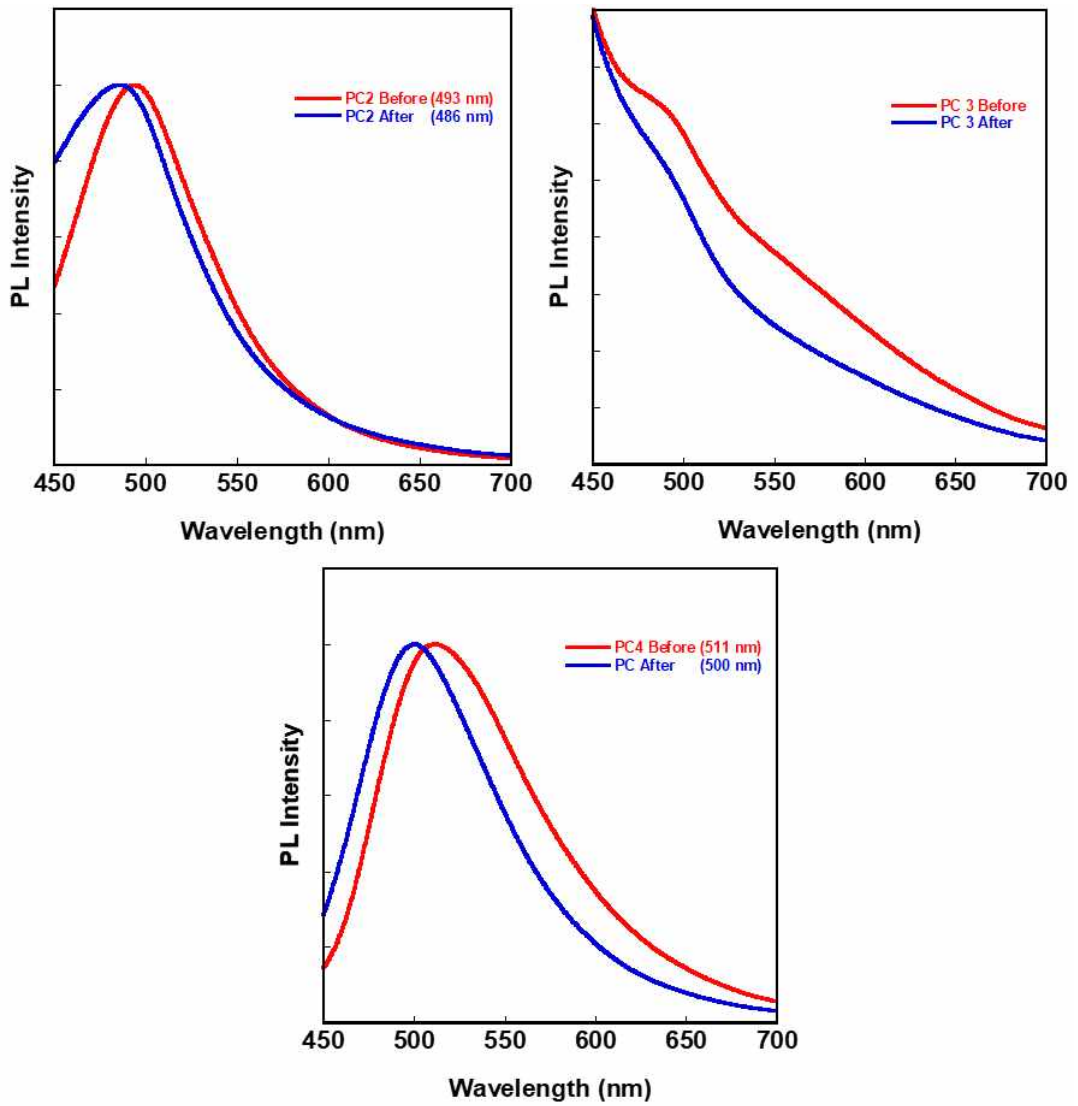 PL Intensity
PC2 Before (493 nm)
PC2 After (486 nm)
450 500 550 600 650 700
Wavelength (nm)
PL Intensity
PC 3 Before
PC 3 After
450 500 550 600 650 700
Wavelength (nm)
PL Intensity
PC4 Before (511 nm)
PC After (500 nm)
450 500 550 600 650 700
Wavelength (nm)